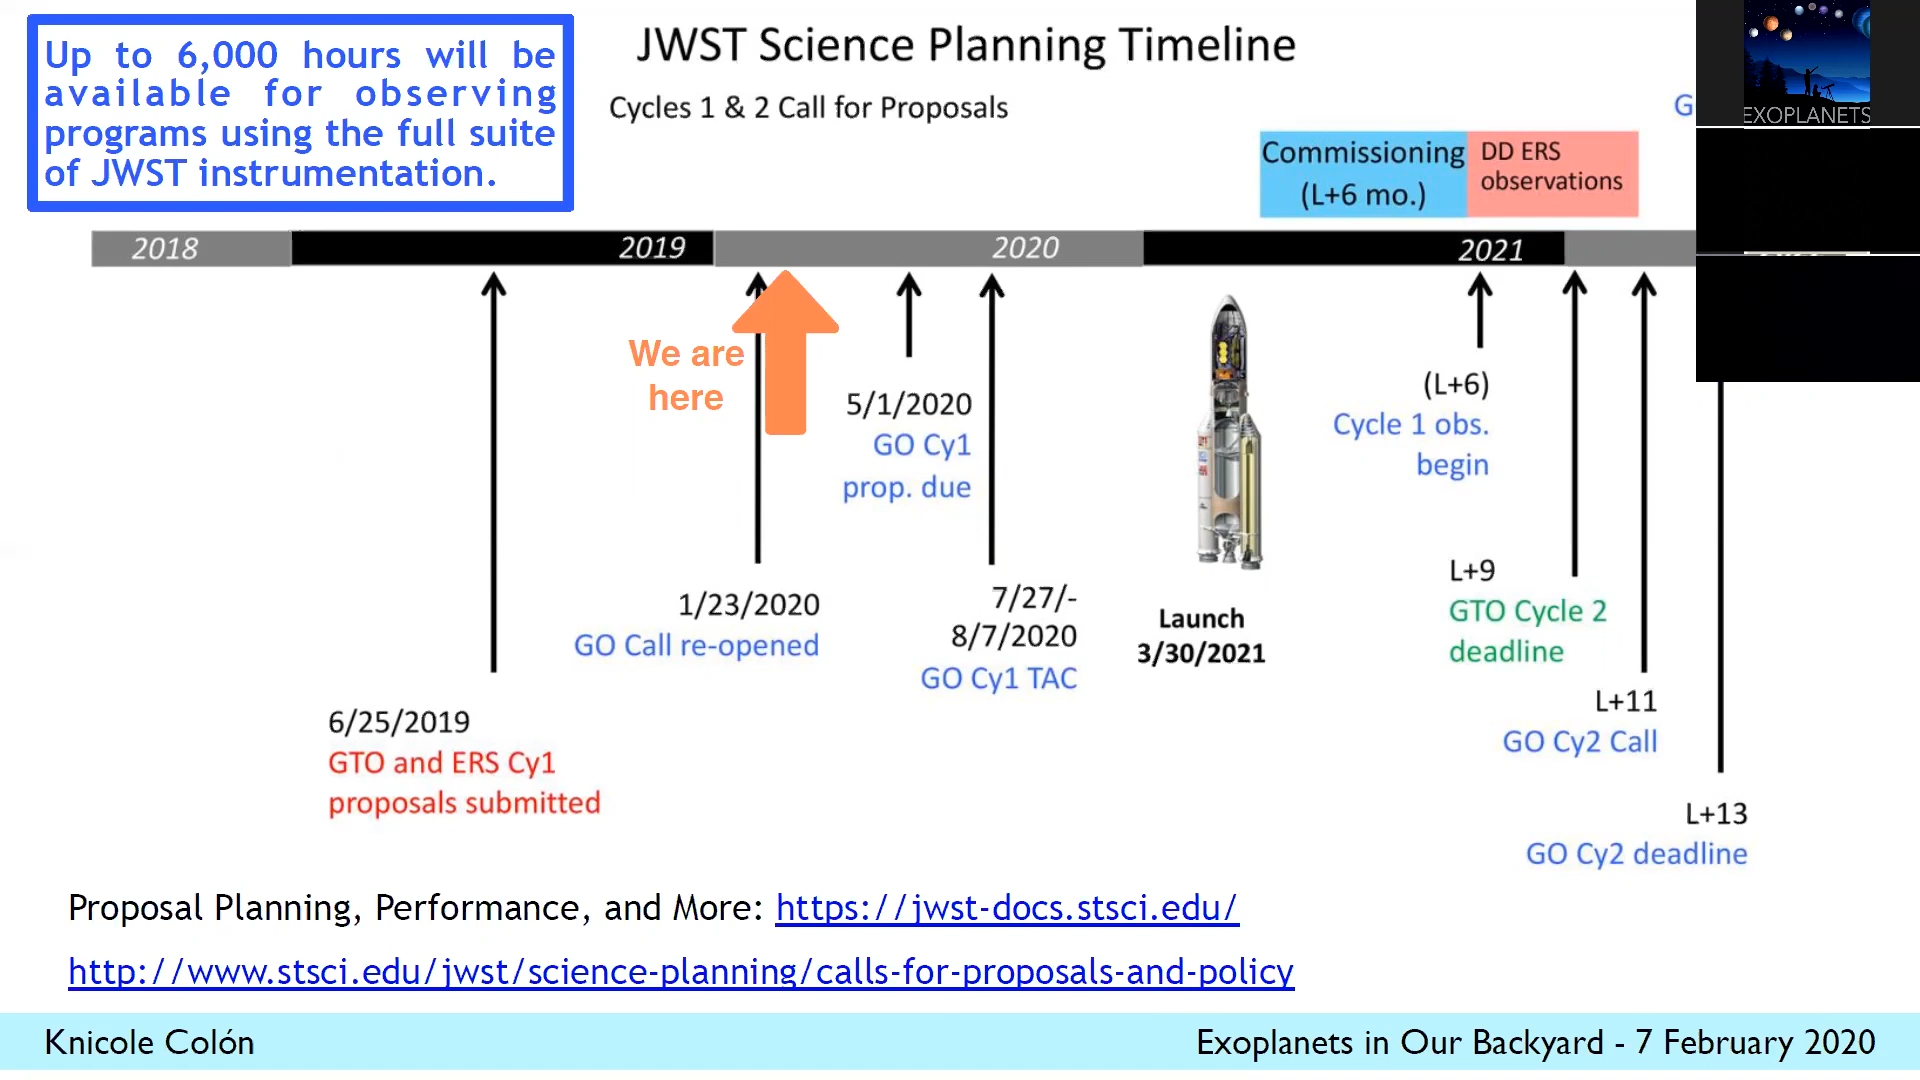 Up to 6,000 hours will be
available for observing
programs using the full suite
of JWST instrumentation.
JWST Science Planning Timeline
Cycles 1 & 2 Call for Proposals
EXOPLANETS
Commissioning
(L+6 mo.)
DD ERS
observations
2018
2019
2020
2021
We are
here
5/1/2020
GO Cy1
prop. due
(L+6)
Cycle 1 obs.
begin
1/23/2020
GO Call re-opened
7/27/-
8/7/2020
GO Cy1 TAC
Launch
3/30/2021
L+9
GTO Cycle 2
deadline
6/25/2019
GTO and ERS Cy1
proposals submitted
L+11
GO Cy2 Call
L+13
GO Cy2 deadline
Proposal Planning, Performance, and More: https://jwst-docs.stsci.edu/
http://www.stsci.edu/jwst/science-planning/calls-for-proposals-and-policy
Knicole Colón
Exoplanets in Our Backyard - 7 February 2020